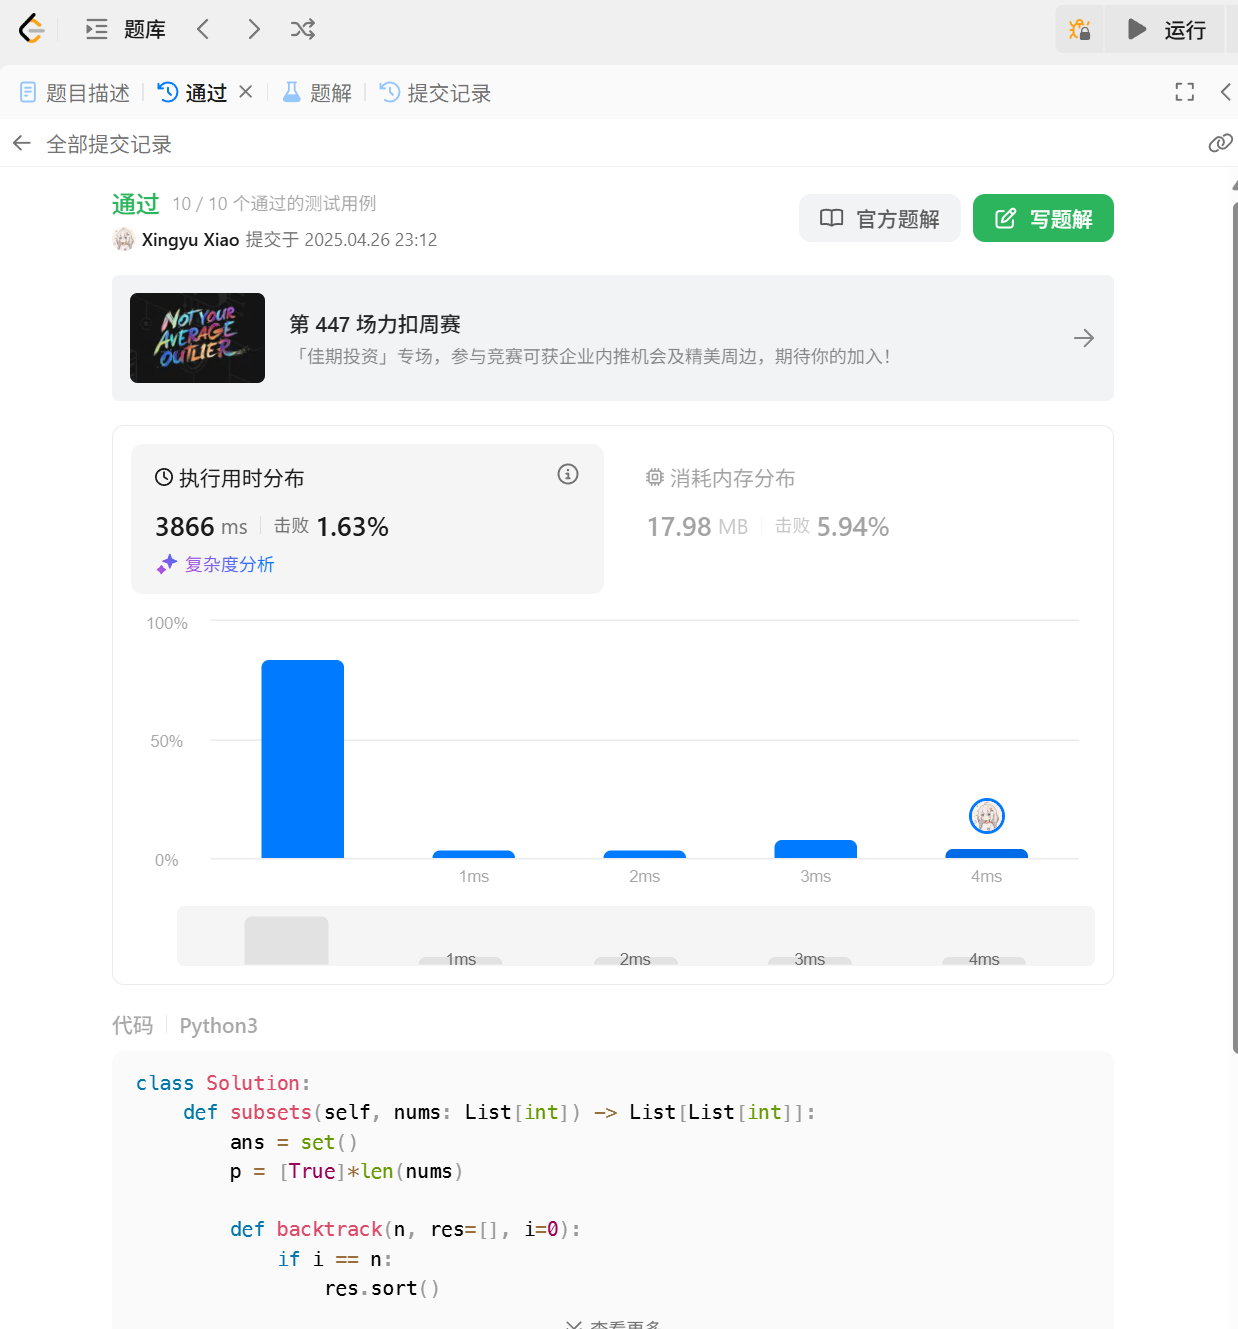 题库
运行
题目描述
通过
题解
提交记录
全部提交记录
通过 10 / 10 个通过的测试用例
Xingyu Xiao 提交于 2025.04.26 23:12
官方题解
写题解
NOT YOUR
AVERAGE
OUTLIER
第 447 场力扣周赛
「佳期投资」专场，参与竞赛可获企业内推机会及精美周边，期待你的加入！
执行用时分布
3866 ms 击败 1.63%
复杂度分析
消耗内存分布
17.98 MB 击败 5.94%
100%
50%
0%
1ms
2ms
3ms
4ms
1ms
2ms
3ms
4ms
代码 Python3
class Solution:
    def subsets(self, nums: List[int]) -> List[List[int]]:
        ans = set()
        p = [True]*len(nums)
        def backtrack(n, res=[], i=0):
            if i == n:
                res.sort()
查看更多